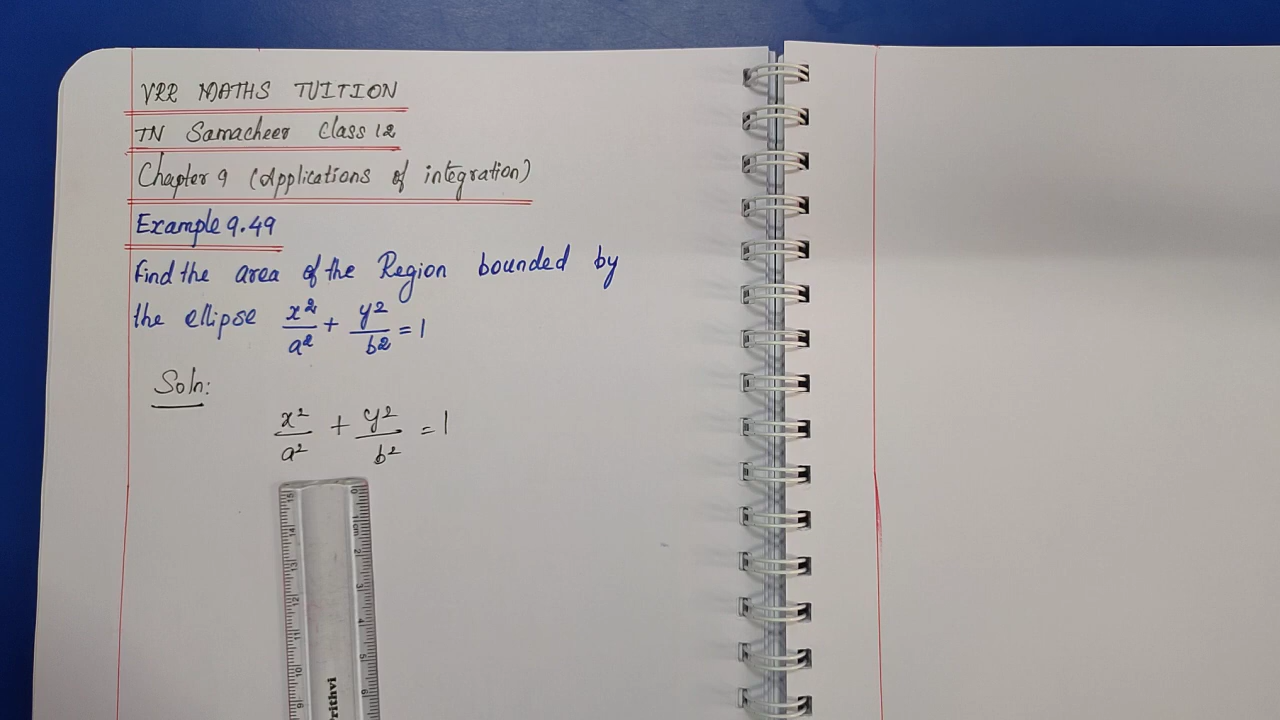 VRR MATHS TUITION
TN Samacheer Class 12
Chapter 9 (Applications of integration)
Example 9.49
Find the area of the Region bounded by
the ellipse x²/a² + y²/b² = 1
Soln:
x²/a² + y²/b² = 1